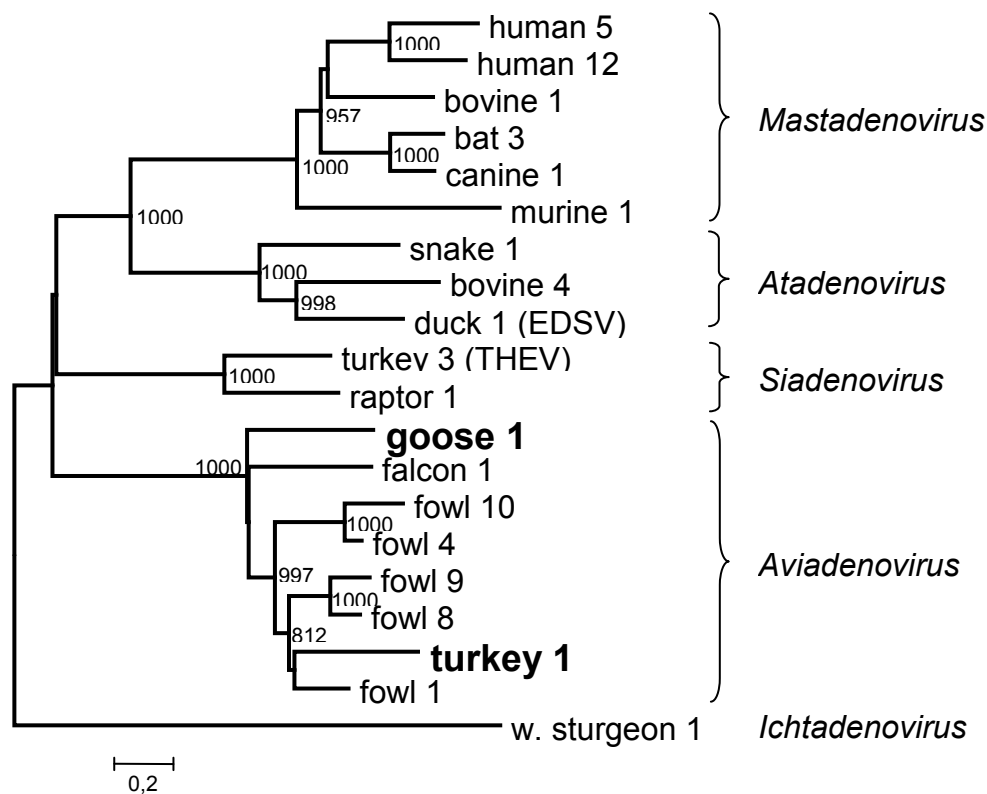 human 5
1000
human 12
bovine 1
957
bat 3
1000
canine 1
1000
murine 1
Mastadenovirus
1000
snake 1
1000
bovine 4
998
duck 1 (EDSV)
Atadenovirus
turkey 3 (THEV)
1000
raptor 1
Siadenovirus
goose 1
1000
falcon 1
fowl 10
1000
fowl 4
997
fowl 9
1000
fowl 8
812
turkey 1
fowl 1
Aviadenovirus
w. sturgeon 1
Ichtadenovirus
0,2